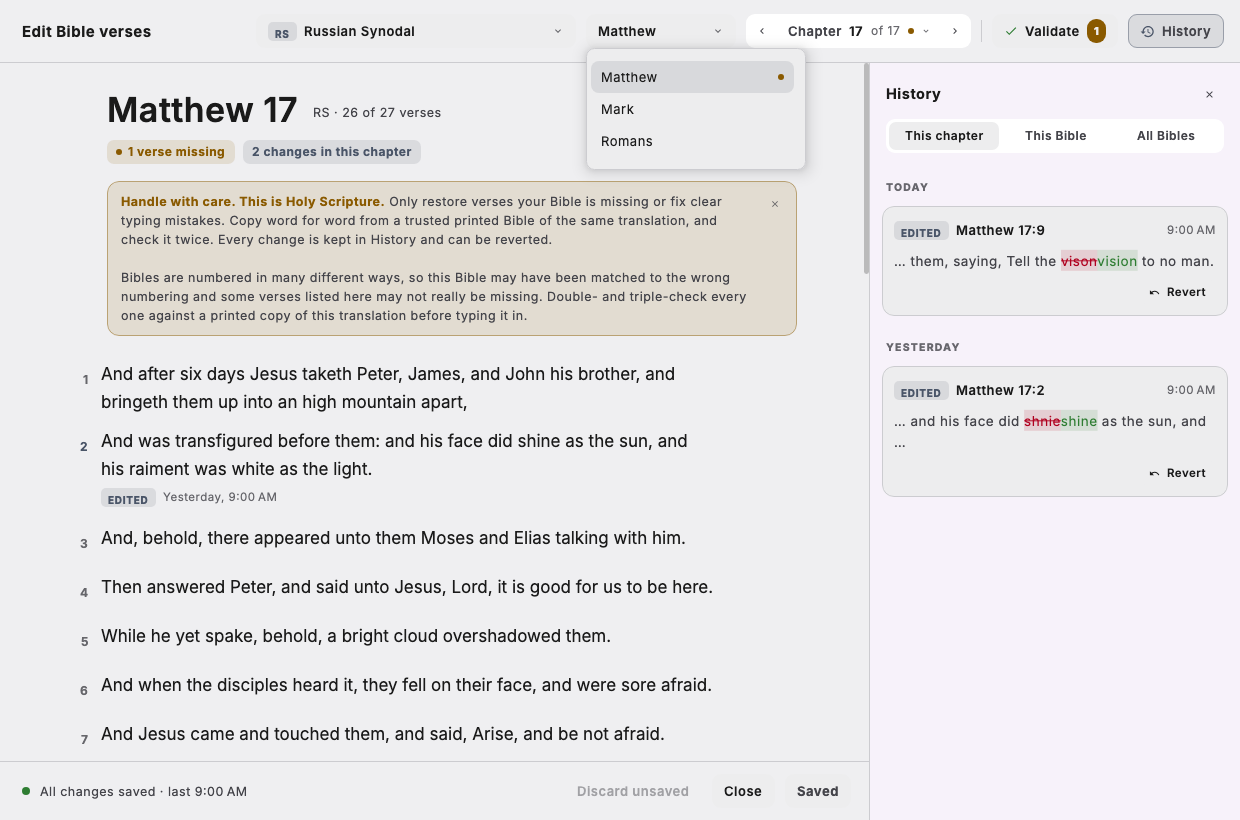 Edit Bible verses
RS Russian Synodal
Matthew
Chapter 17 of 17
Validate 1
History
Matthew
Mark
Romans
Matthew 17 RS · 26 of 27 verses
1 verse missing
2 changes in this chapter
Handle with care. This is Holy Scripture. Only restore verses your Bible is missing or fix clear
typing mistakes. Copy word for word from a trusted printed Bible of the same translation, and
check it twice. Every change is kept in History and can be reverted.
Bibles are numbered in many different ways, so this Bible may have been matched to the wrong
numbering and some verses listed here may not really be missing. Double- and triple-check every
one against a printed copy of this translation before typing it in.
1 And after six days Jesus taketh Peter, James, and John his brother, and
bringeth them up into an high mountain apart,
2 And was transfigured before them: and his face did shine as the sun, and
his raiment was white as the light.
EDITED Yesterday, 9:00 AM
3 And, behold, there appeared unto them Moses and Elias talking with him.
4 Then answered Peter, and said unto Jesus, Lord, it is good for us to be here.
5 While he yet spake, behold, a bright cloud overshadowed them.
6 And when the disciples heard it, they fell on their face, and were sore afraid.
7 And Jesus came and touched them, and said, Arise, and be not afraid.
All changes saved · last 9:00 AM
Discard unsaved
Close
Saved
History
This chapter
This Bible
All Bibles
TODAY
EDITED Matthew 17:9 9:00 AM
... them, saying, Tell the visonvision to no man.
Revert
YESTERDAY
EDITED Matthew 17:2 9:00 AM
... and his face did shnieshine as the sun, and
...
Revert